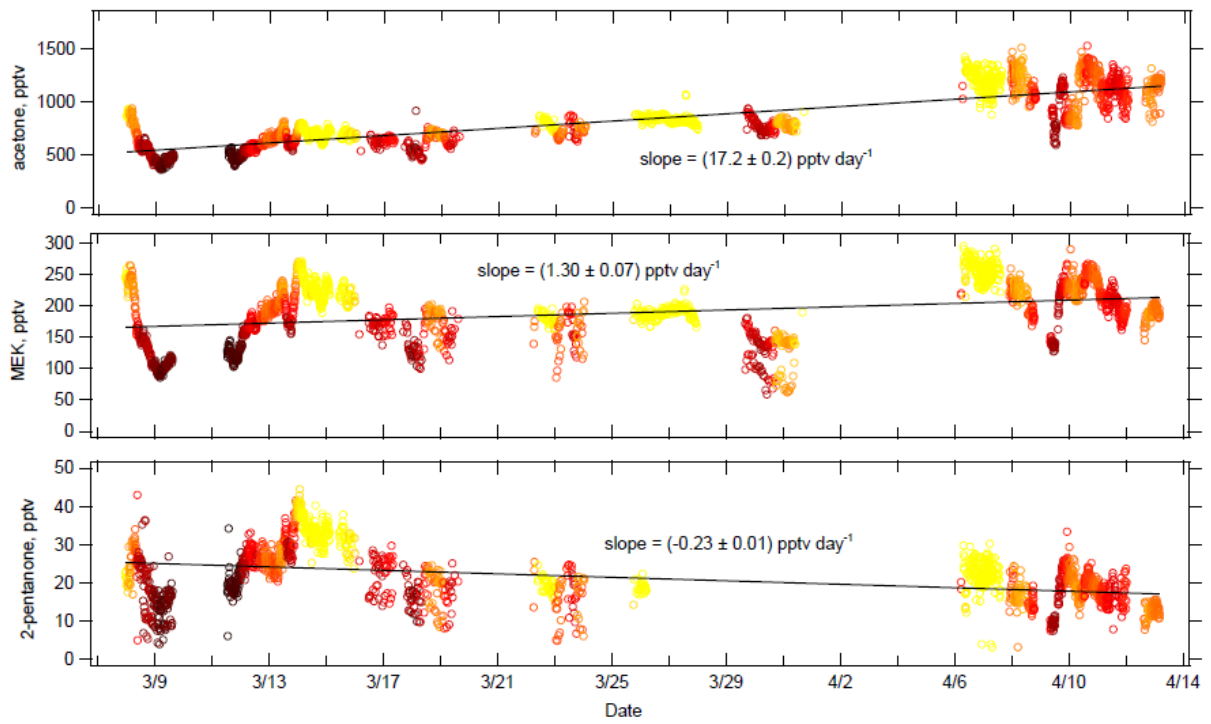 1500
1000
500
0
acetone, pptv
slope = (17.2 ± 0.2) pptv day⁻¹
300
250
200
150
100
50
0
MEK, pptv
slope = (1.30 ± 0.07) pptv day⁻¹
50
40
30
20
10
0
2-pentanone, pptv
slope = (-0.23 ± 0.01) pptv day⁻¹
3/9 3/13 3/17 3/21 3/25 3/29 4/2 4/6 4/10 4/14
Date